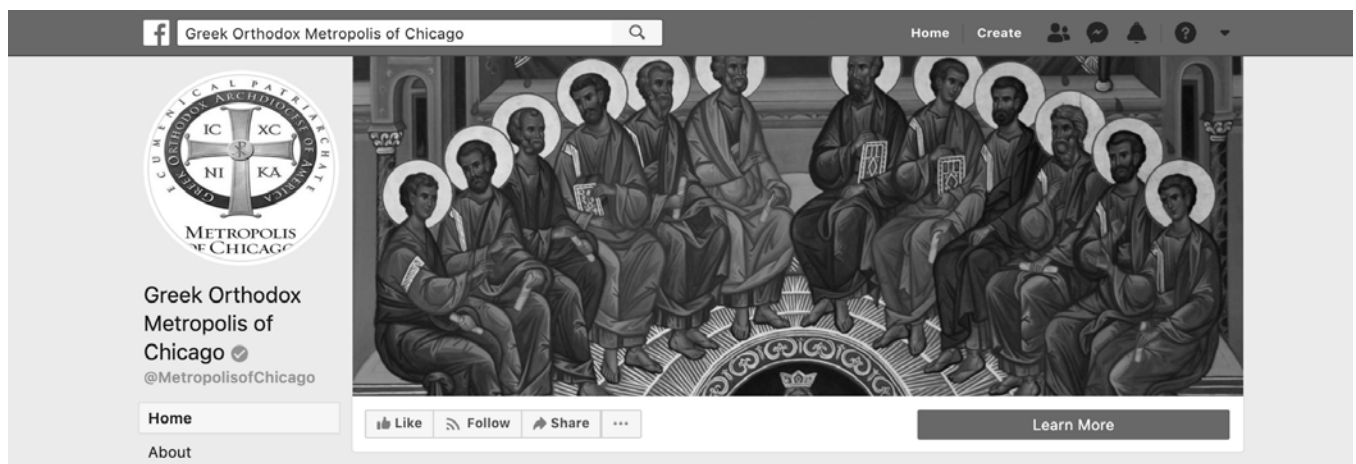 f
Greek Orthodox Metropolis of Chicago
Home
Create
ECUMENICAL PATRIARCHATE
GREEK ORTHODOX ARCHDIOCESE OF AMERICA
IC XC
NI KA
METROPOLIS
OF CHICAGO
Greek Orthodox
Metropolis of
Chicago
@MetropolisofChicago
Home
About
Like
Follow
Share
Learn More